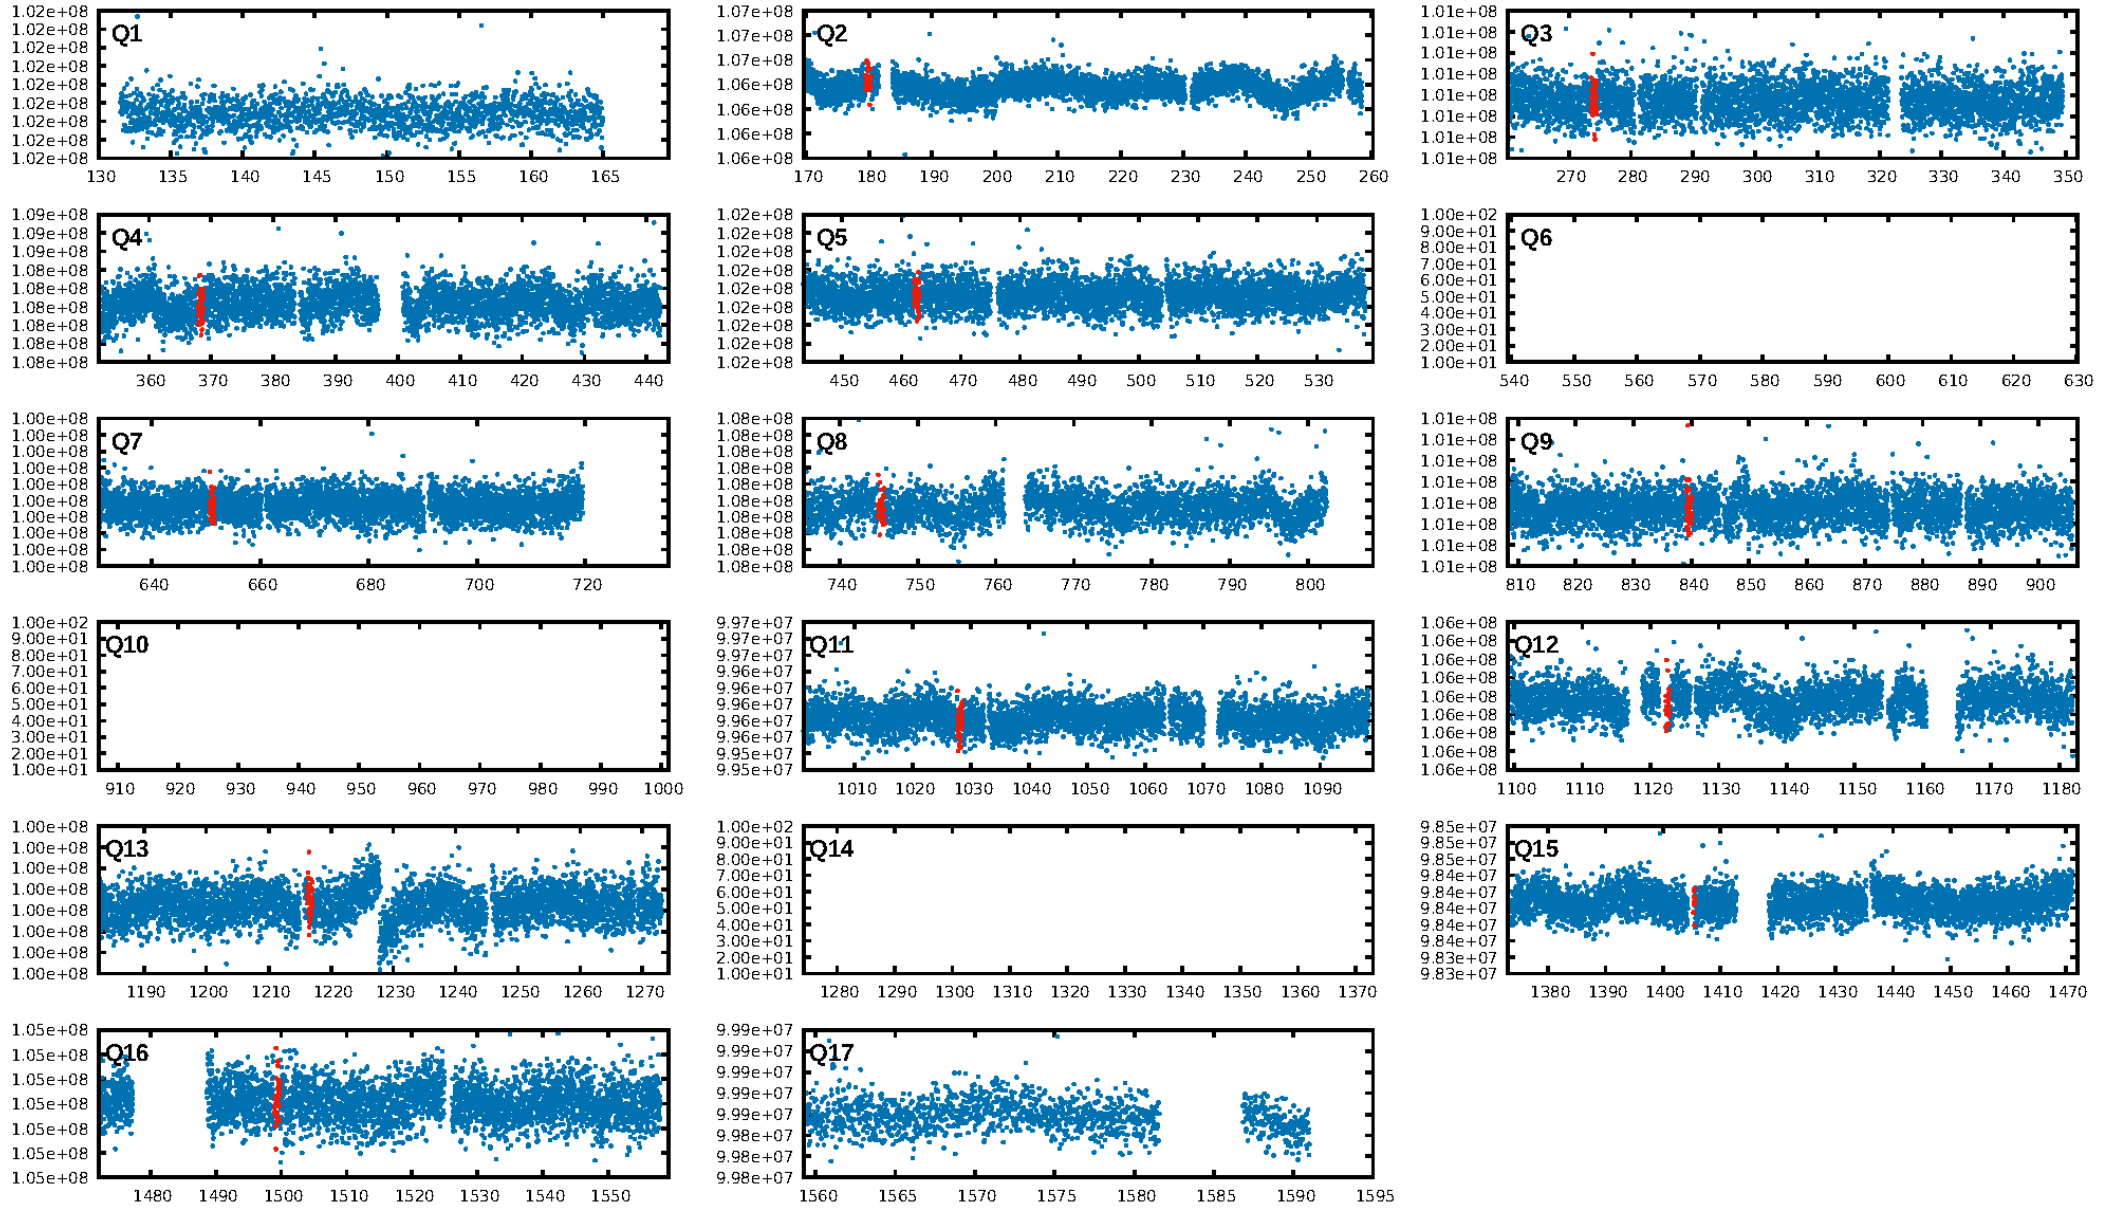 Q1
1.02e+08
1.02e+08
1.02e+08
1.02e+08
1.02e+08
1.02e+08
1.02e+08
1.02e+08
1.02e+08
130 135 140 145 150 155 160 165
Q2
1.07e+08
1.07e+08
1.07e+08
1.06e+08
1.06e+08
1.06e+08
1.06e+08
170 180 190 200 210 220 230 240 250 260
Q3
1.01e+08
1.01e+08
1.01e+08
1.01e+08
1.01e+08
1.01e+08
1.01e+08
1.01e+08
270 280 290 300 310 320 330 340 350
Q4
1.09e+08
1.09e+08
1.09e+08
1.08e+08
1.08e+08
1.08e+08
1.08e+08
1.08e+08
1.08e+08
360 370 380 390 400 410 420 430 440
Q5
1.02e+08
1.02e+08
1.02e+08
1.02e+08
1.02e+08
1.02e+08
1.02e+08
1.02e+08
1.02e+08
450 460 470 480 490 500 510 520 530
Q6
1.00e+02
9.00e+01
8.00e+01
7.00e+01
6.00e+01
5.00e+01
4.00e+01
3.00e+01
2.00e+01
1.00e+01
540 550 560 570 580 590 600 610 620 630
Q7
1.00e+08
1.00e+08
1.00e+08
1.00e+08
1.00e+08
1.00e+08
1.00e+08
1.00e+08
1.00e+08
1.00e+08
640 660 680 700 720
Q8
1.08e+08
1.08e+08
1.08e+08
1.08e+08
1.08e+08
1.08e+08
1.08e+08
1.08e+08
1.08e+08
1.08e+08
740 750 760 770 780 790 800
Q9
1.01e+08
1.01e+08
1.01e+08
1.01e+08
1.01e+08
1.01e+08
1.01e+08
1.01e+08
810 820 830 840 850 860 870 880 890 900
Q10
1.00e+02
9.00e+01
8.00e+01
7.00e+01
6.00e+01
5.00e+01
4.00e+01
3.00e+01
2.00e+01
1.00e+01
910 920 930 940 950 960 970 980 990 1000
Q11
9.97e+07
9.97e+07
9.96e+07
9.96e+07
9.96e+07
9.96e+07
9.96e+07
9.96e+07
9.95e+07
9.95e+07
1010 1020 1030 1040 1050 1060 1070 1080 1090
Q12
1.06e+08
1.06e+08
1.06e+08
1.06e+08
1.06e+08
1.06e+08
1.06e+08
1.06e+08
1.06e+08
1100 1110 1120 1130 1140 1150 1160 1170 1180
Q13
1.00e+08
1.00e+08
1.00e+08
1.00e+08
1.00e+08
1.00e+08
1.00e+08
1.00e+08
1190 1200 1210 1220 1230 1240 1250 1260 1270
Q14
1.00e+02
9.00e+01
8.00e+01
7.00e+01
6.00e+01
5.00e+01
4.00e+01
3.00e+01
2.00e+01
1.00e+01
1280 1290 1300 1310 1320 1330 1340 1350 1360 1370
Q15
9.85e+07
9.85e+07
9.85e+07
9.84e+07
9.84e+07
9.84e+07
9.84e+07
9.84e+07
9.83e+07
9.83e+07
1380 1390 1400 1410 1420 1430 1440 1450 1460 1470
Q16
1.05e+08
1.05e+08
1.05e+08
1.05e+08
1.05e+08
1.05e+08
1.05e+08
1480 1490 1500 1510 1520 1530 1540 1550
Q17
9.99e+07
9.99e+07
9.99e+07
9.99e+07
9.99e+07
9.98e+07
9.98e+07
9.98e+07
1560 1565 1570 1575 1580 1585 1590 1595